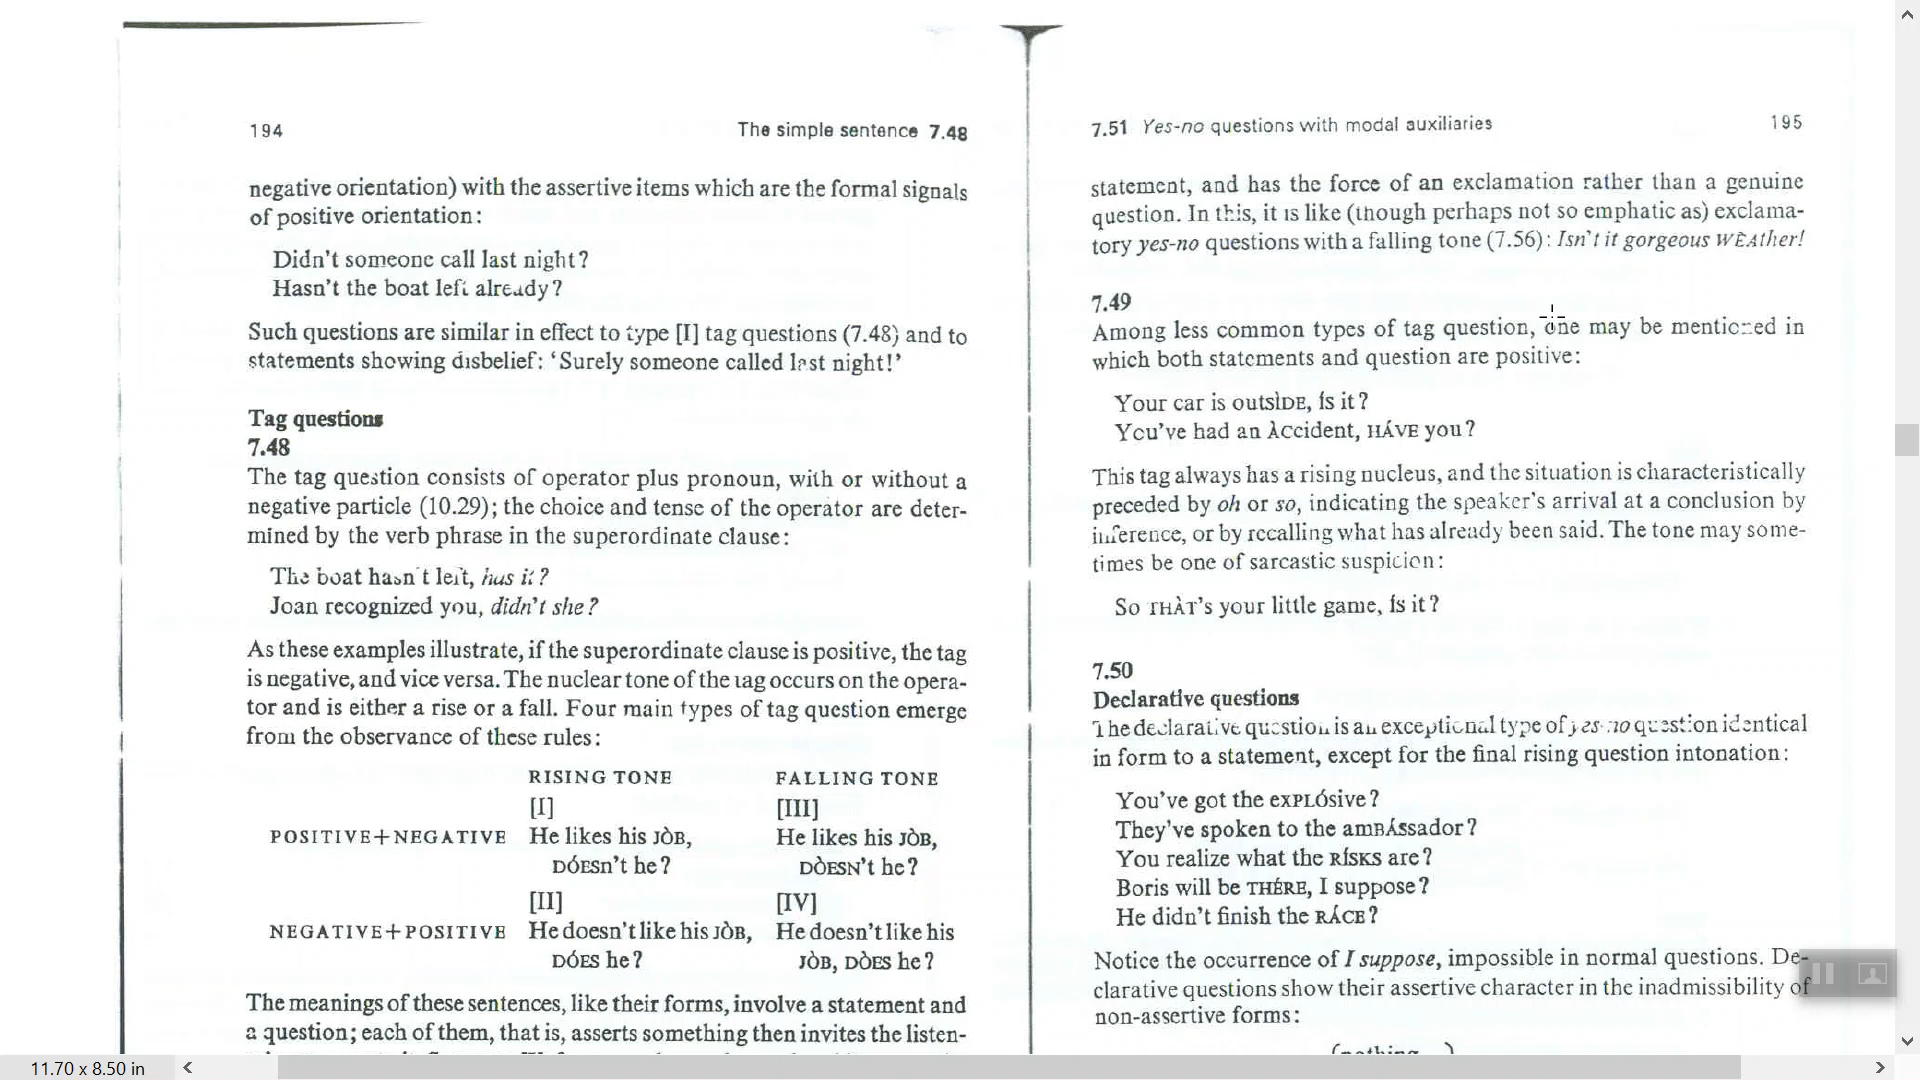 194
The simple sentence 7.48
negative orientation) with the assertive items which are the formal signals
of positive orientation:
Didn't someone call last night?
Hasn't the boat left already?
Such questions are similar in effect to type [I] tag questions (7.48) and to
statements showing disbelief: 'Surely someone called last night!'
Tag questions
7.48
The tag question consists of operator plus pronoun, with or without a
negative particle (10.29); the choice and tense of the operator are deter-
mined by the verb phrase in the superordinate clause:
The boat hasn't left, has it?
Joan recognized you, didn't she?
As these examples illustrate, if the superordinate clause is positive, the tag
is negative, and vice versa. The nuclear tone of the tag occurs on the opera-
tor and is either a rise or a fall. Four main types of tag question emerge
from the observance of these rules:
RISING TONE FALLING TONE
[I] [III]
POSITIVE+NEGATIVE He likes his JÒB, He likes his JÒB,
DÓESn't he? DÒESN't he?
[II] [IV]
NEGATIVE+POSITIVE He doesn't like his JÒB, He doesn't like his
DÓES he? JÒB, DÒES he?
The meanings of these sentences, like their forms, involve a statement and
a question; each of them, that is, asserts something then invites the listen-
7.51 Yes-no questions with modal auxiliaries
195
statement, and has the force of an exclamation rather than a genuine
question. In this, it is like (though perhaps not so emphatic as) exclama-
tory yes-no questions with a falling tone (7.56): Isn't it gorgeous WÈAther!
7.49
Among less common types of tag question, one may be mentioned in
which both statements and question are positive:
Your car is outsÌDE, ÍS it?
You've had an ÀCcident, HÁVE you?
This tag always has a rising nucleus, and the situation is characteristically
preceded by oh or so, indicating the speaker's arrival at a conclusion by
inference, or by recalling what has already been said. The tone may some-
times be one of sarcastic suspicion:
So THÀT's your little game, ÍS it?
7.50
Declarative questions
The declarative question is an exceptional type of yes-no question identical
in form to a statement, except for the final rising question intonation:
You've got the exPLÓsive?
They've spoken to the amBÁSsador?
You realize what the RÍSKS are?
Boris will be THÉRE, I suppose?
He didn't finish the RÁCE?
Notice the occurrence of I suppose, impossible in normal questions. De-
clarative questions show their assertive character in the inadmissibility of
non-assertive forms:
11.70 x 8.50 in